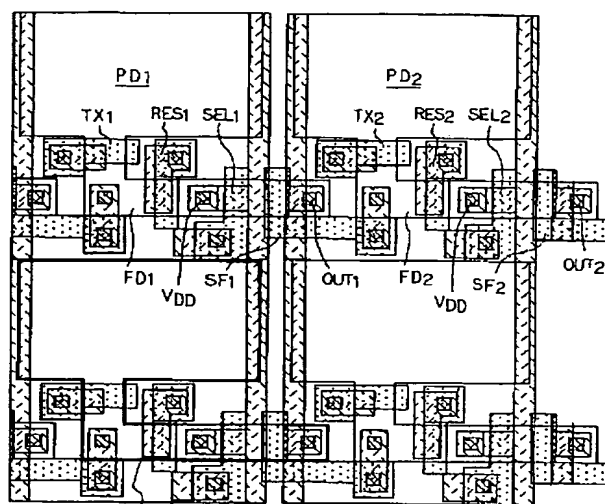 PD1 PD2
TX1 RES1 SEL1 TX2 RES2 SEL2
FD1 VDD SF1 OUT1 FD2 VDD SF2 OUT2